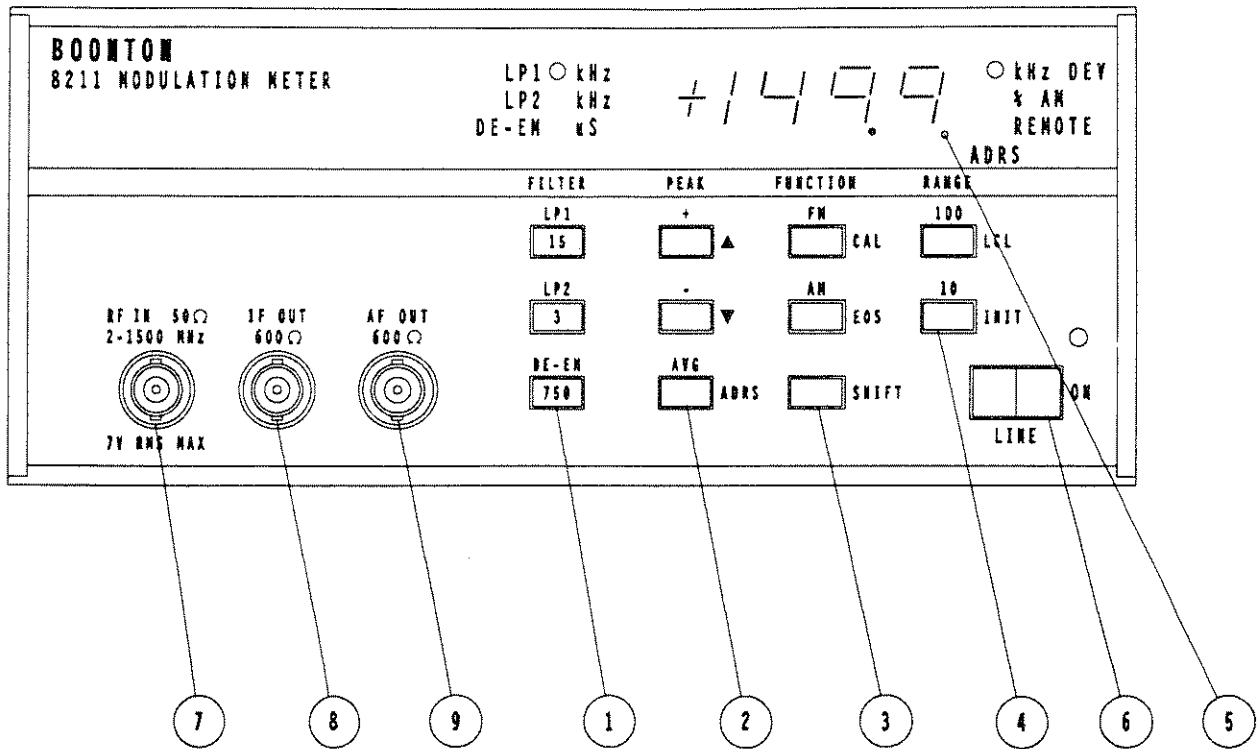 BOONTON
8211 MODULATION METER
LP1 kHz
LP2 kHz
DE-EM uS
+149.9.
kHz DEV
% AM
REMOTE
ADRS
FILTER PEAK FUNCTION RANGE
LP1 + FM 100
15 ▲ CAL LCL
LP2 - AM 10
3 ▼ EOS INIT
RF IN 50Ω IF OUT AF OUT
2-1500 MHz 600Ω 600Ω
DE-EM AVG
750 ADRS SHIFT ON
7V RMS MAX
LINE
7 8 9 1 2 3 4 6 5